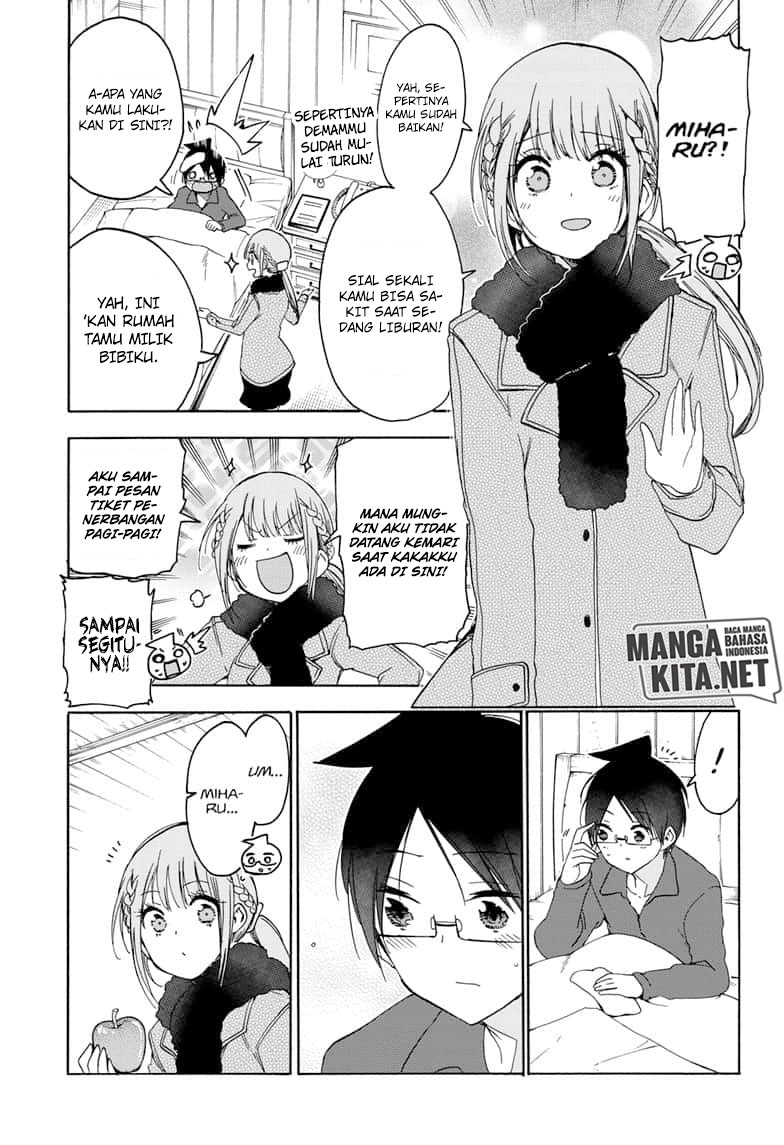 MIHA-
RU?!
YAH, SE-
PERTINYA
KAMU SUDAH
BAIKAN!
SEPERTINYA
DEMAMMU
SUDAH MU-
LAI TURUN!
SIAL SEKALI
KAMU BISA SA-
KIT SAAT SE-
DANG LIBURAN!
A-APA YANG
KAMU LAKU-
KAN DI SINI?!
YAH, INI
'KAN RUMAH
TAMU MILIK
BIBIKU.
MANA MUNG-
KIN AKU TIDAK
DATANG KEMARI
SAAT KAKAKKU
ADA DI SINI!
AKU SAM-
PAI PESAN
TIKET PE-
NERBANGAN
PAGI-PAGI!
SAMPAI
SEGITU-
NYA!!
MANGA
KITA.NET
BACA MANGA
BAHASA
INDONESIA
!
UM...
MIHA-
RU...